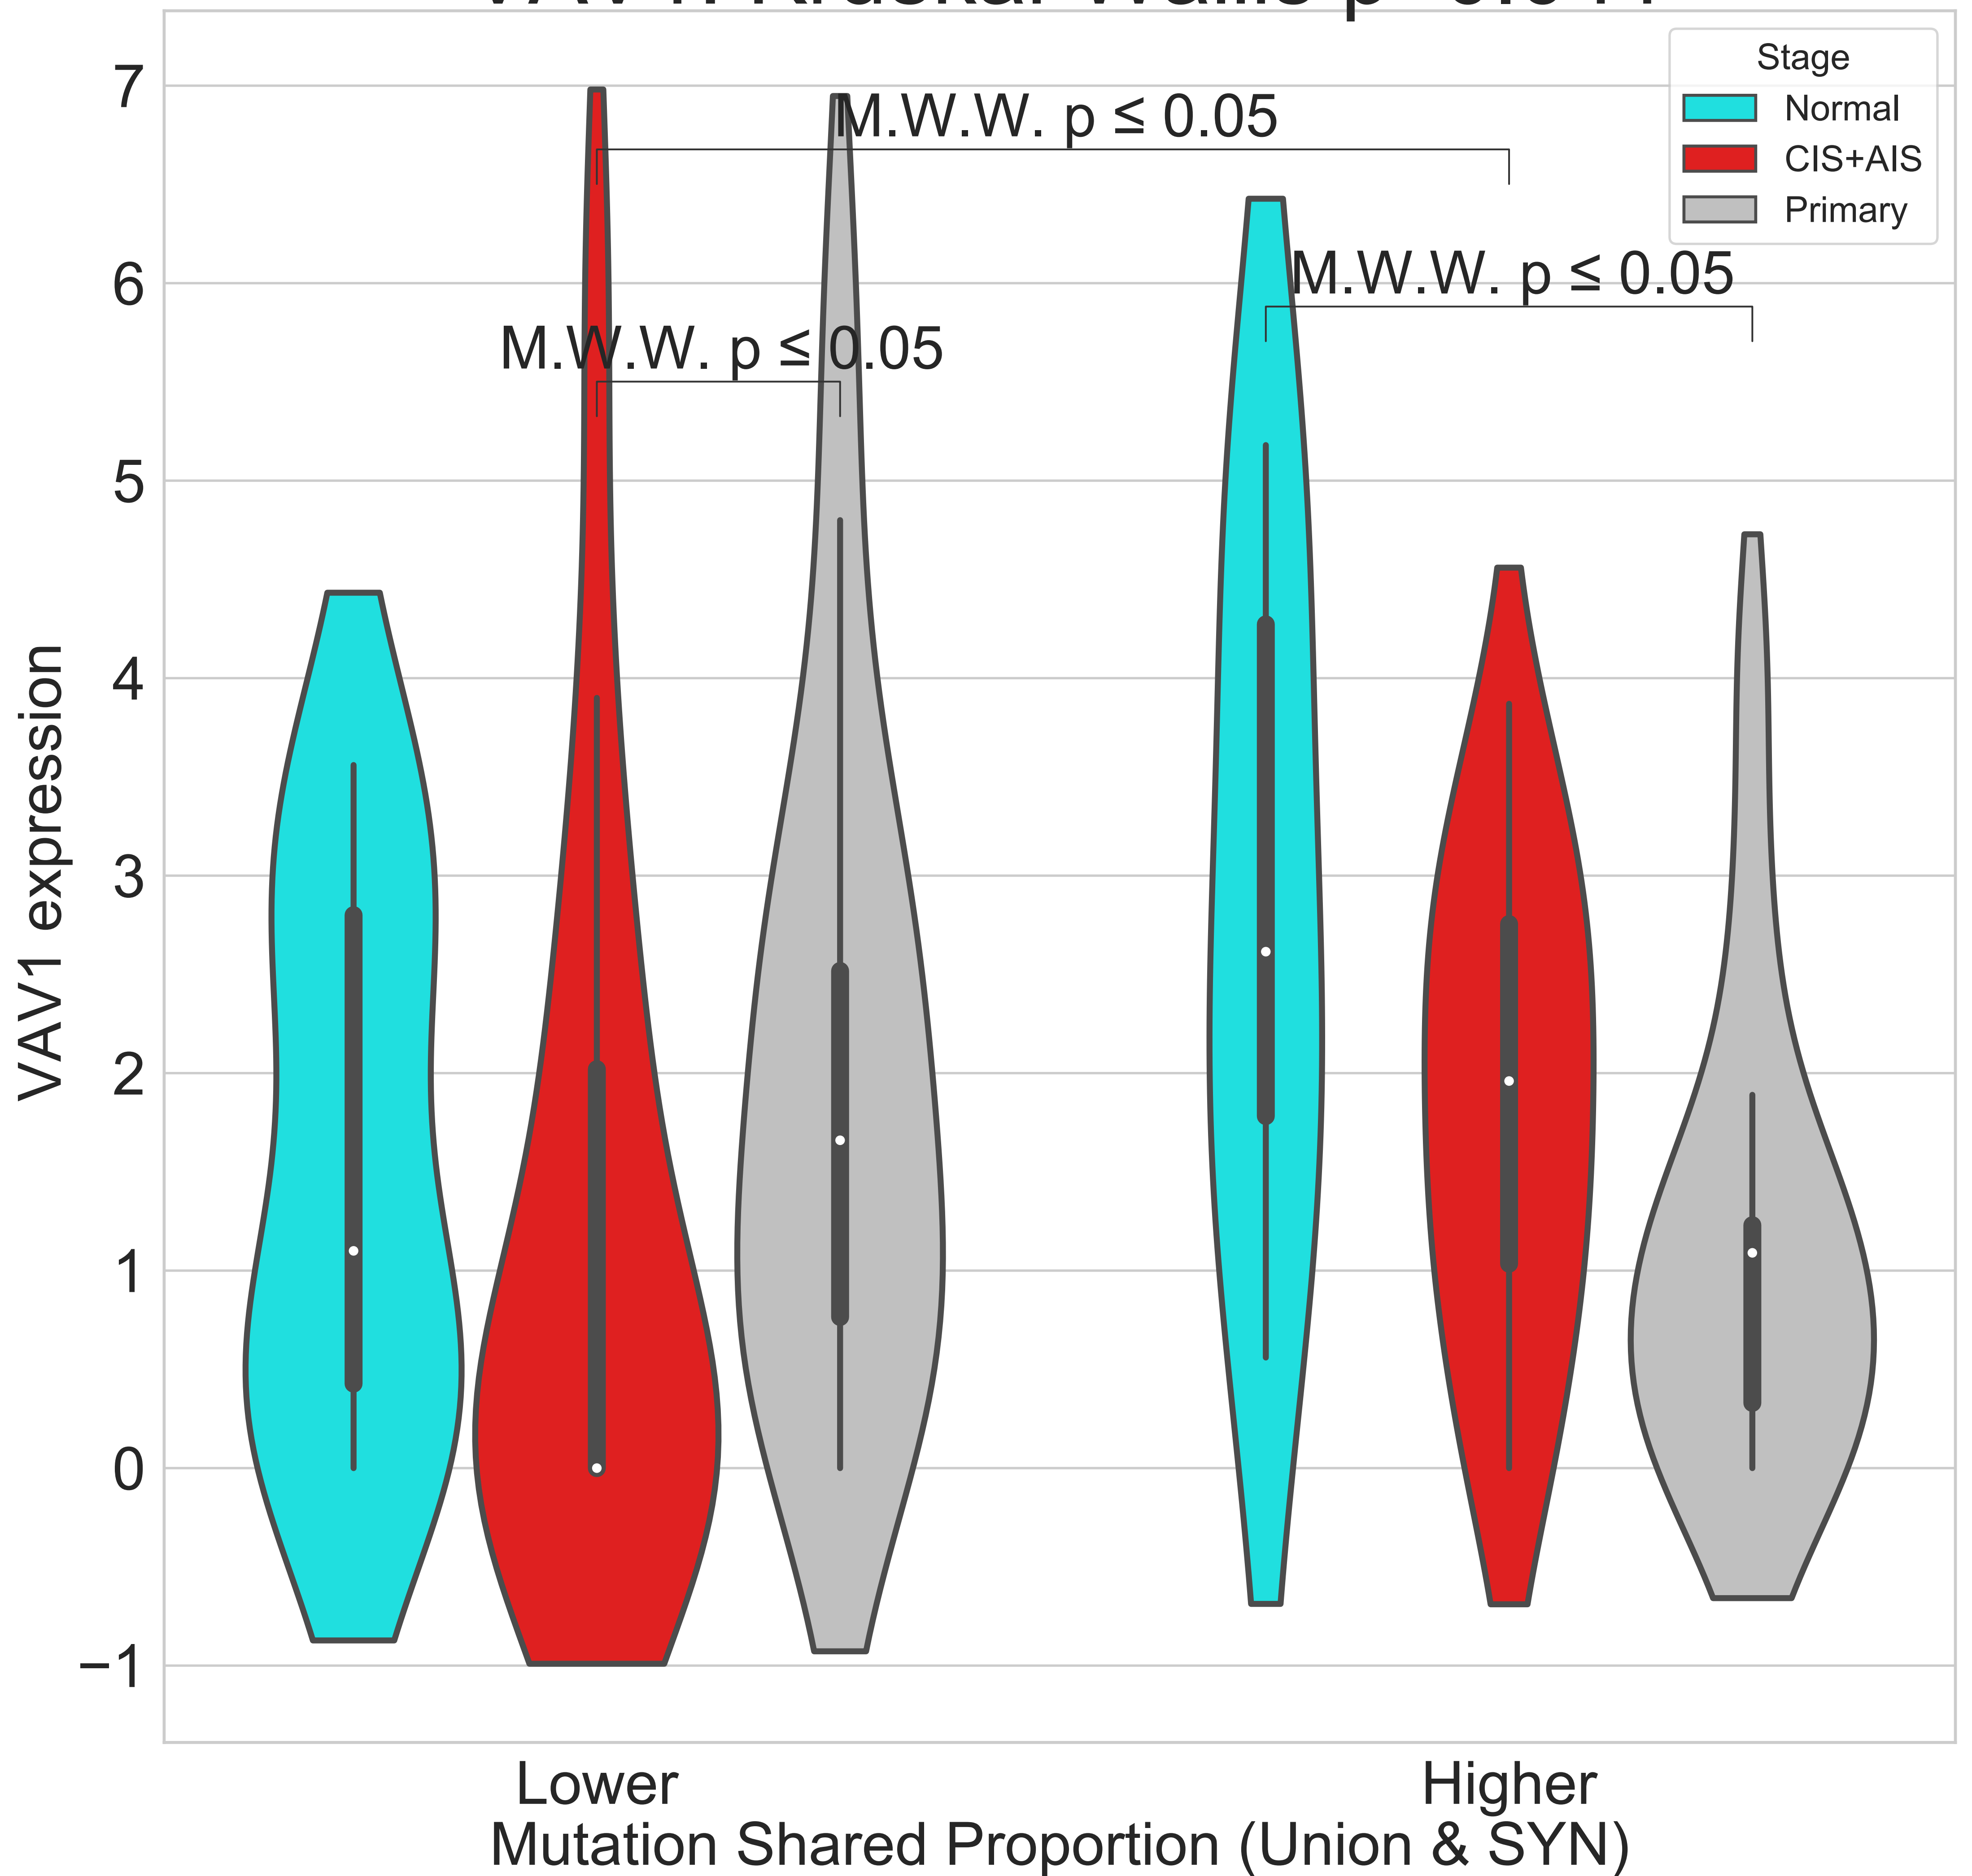 Stage
Normal
CIS+AIS
Primary
M.W.W. p ≤ 0.05
M.W.W. p ≤ 0.05
M.W.W. p ≤ 0.05
7
6
5
4
3
2
1
0
−1
VAV1 expression
Lower
Higher
Mutation Shared Proportion (Union & SYN)